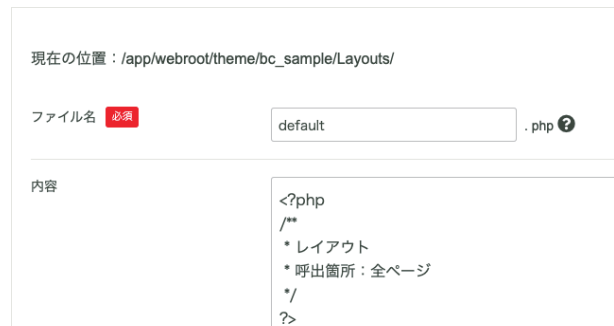 現在の位置：/app/webroot/theme/bc_sample/Layouts/
ファイル名 必須 default . php ?
内容
<?php
/**
 * レイアウト
 * 呼出箇所：全ページ
 */
?>